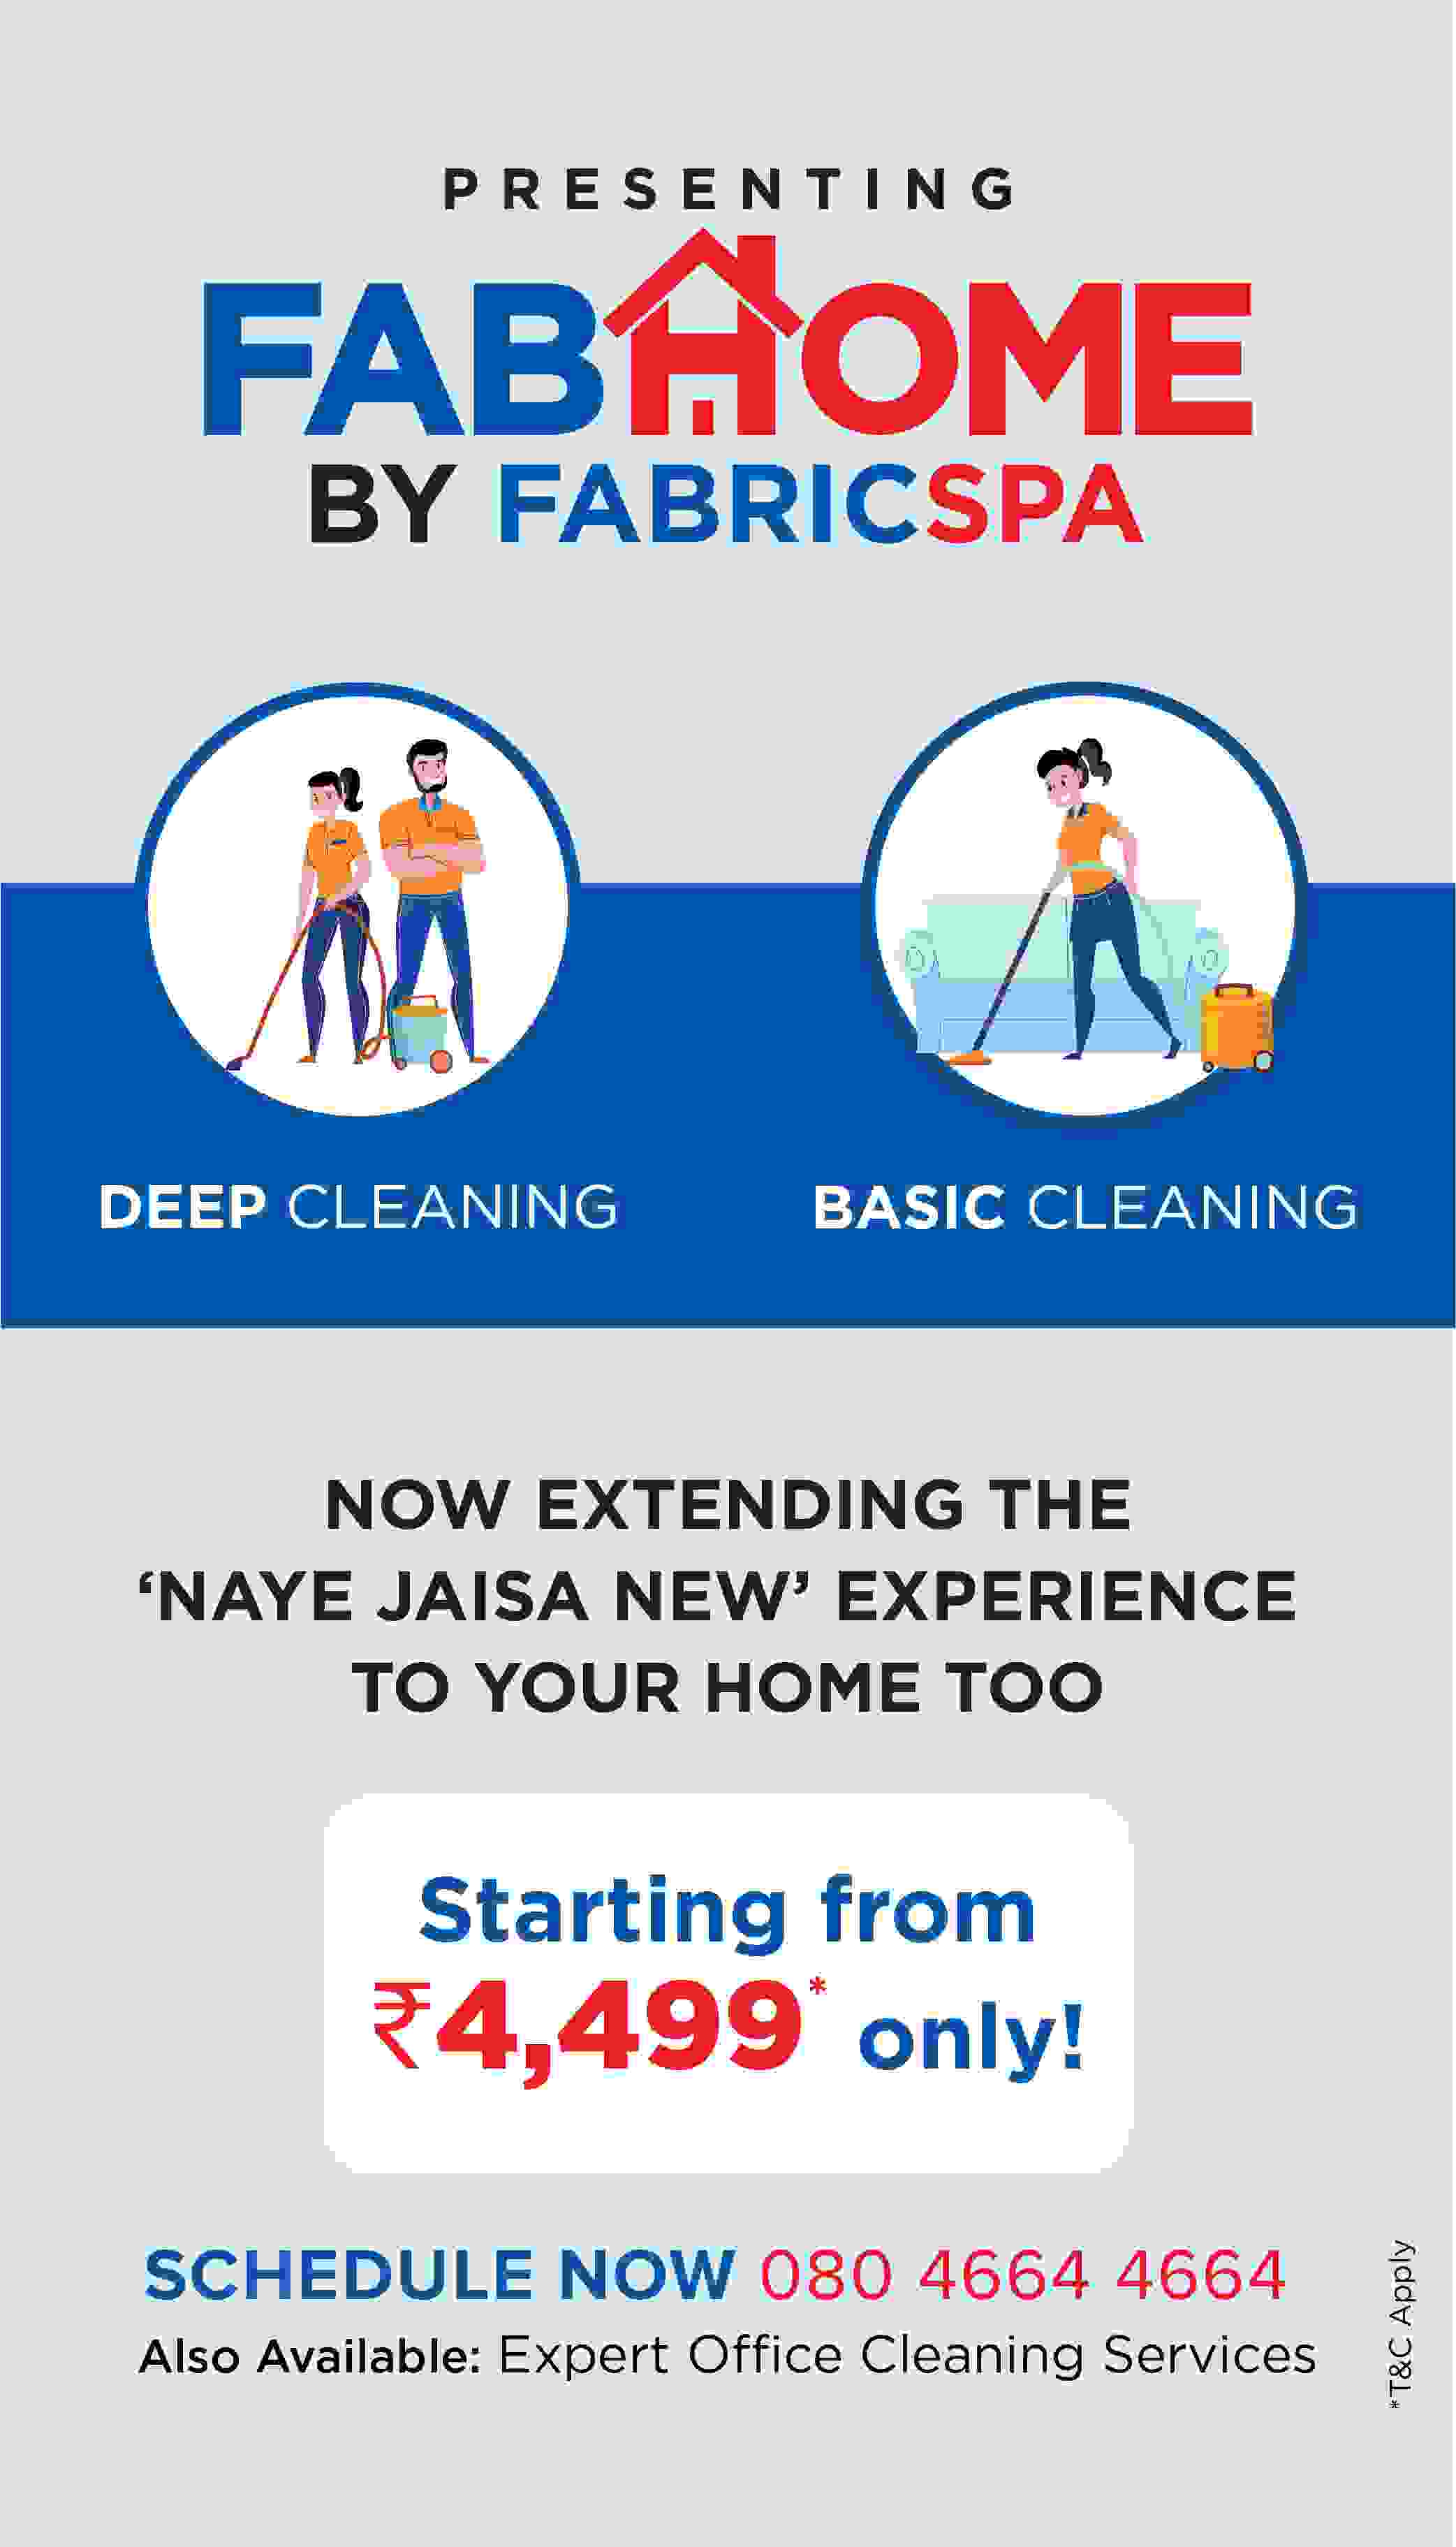 PRESENTING
FABHOME
BY FABRICSPA
DEEP CLEANING
BASIC CLEANING
NOW EXTENDING THE
‘NAYE JAISA NEW’ EXPERIENCE
TO YOUR HOME TOO
Starting from
₹4,499* only!
SCHEDULE NOW 080 4664 4664
Also Available: Expert Office Cleaning Services
*T&C Apply